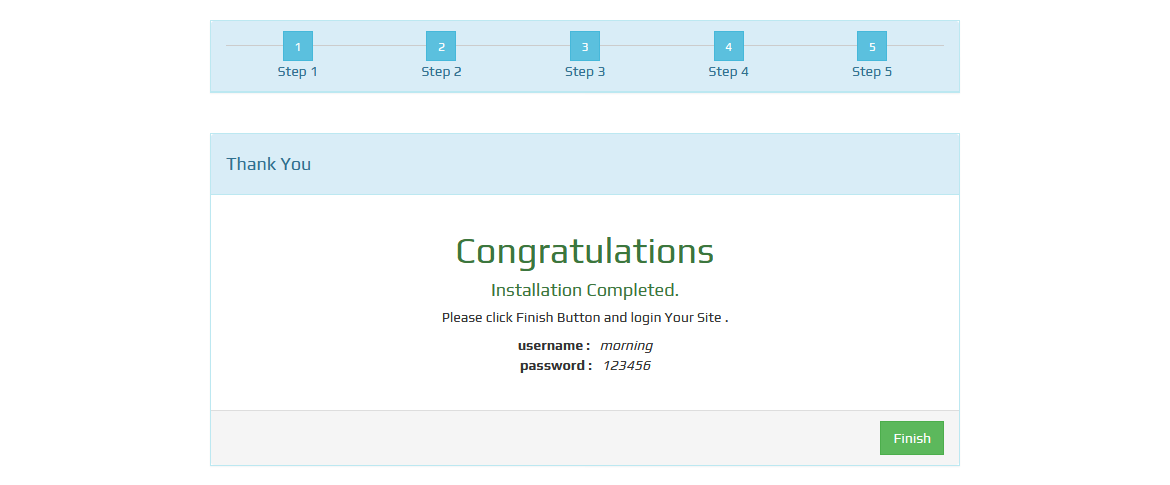 1 2 3 4 5
Step 1 Step 2 Step 3 Step 4 Step 5
Thank You
Congratulations
Installation Completed.
Please click Finish Button and login Your Site .
username : morning
password : 123456
Finish